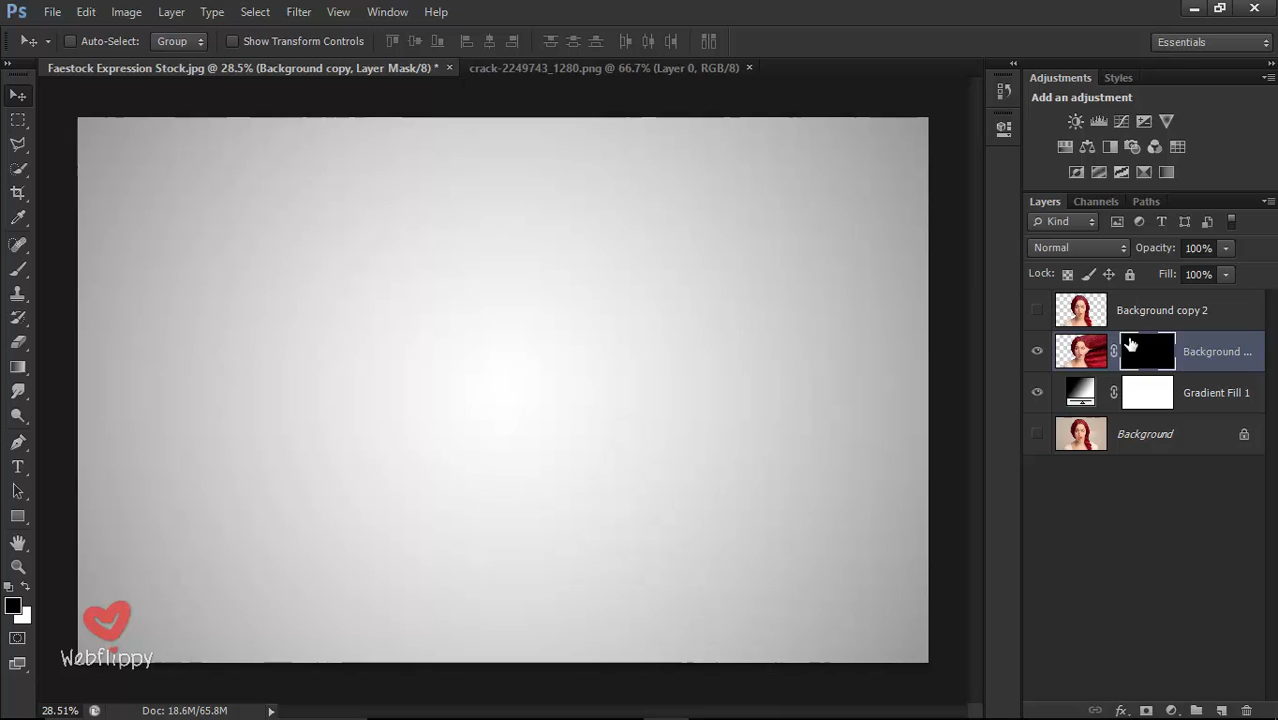 Ps File Edit Image Layer Type Select Filter View Window Help
Auto-Select: Group Show Transform Controls Essentials
Faestock Expression Stock.jpg @ 28.5% (Background copy, Layer Mask/8) * × crack-2249743_1280.png @ 66.7% (Layer 0, RGB/8) ×
Adjustments Styles
Add an adjustment
Layers Channels Paths
Kind
Normal Opacity: 100%
Lock: Fill: 100%
Background copy 2
Background ...
Gradient Fill 1
Background
Webflippy
28.51% Doc: 18.6M/65.8M